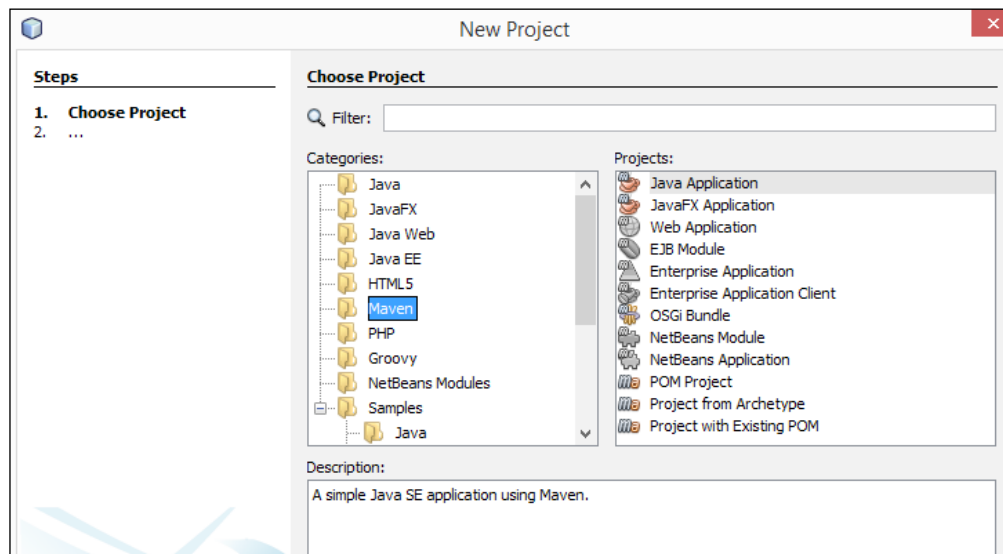 New Project
Steps
1. Choose Project
2. ...
Choose Project
Filter:
Categories:
Java
JavaFX
Java Web
Java EE
HTML5
Maven
PHP
Groovy
NetBeans Modules
Samples
Java
Projects:
Java Application
JavaFX Application
Web Application
EJB Module
Enterprise Application
Enterprise Application Client
OSGi Bundle
NetBeans Module
NetBeans Application
POM Project
Project from Archetype
Project with Existing POM
Description:
A simple Java SE application using Maven.